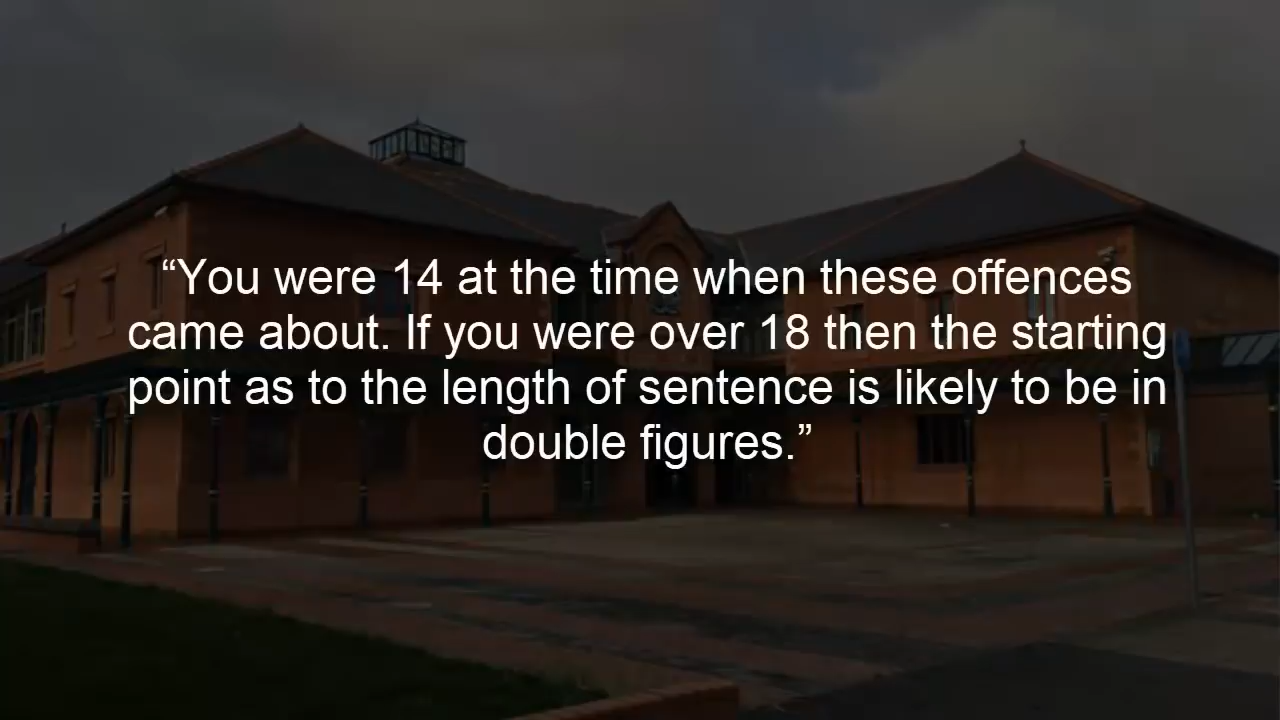 “You were 14 at the time when these offences
came about. If you were over 18 then the starting
point as to the length of sentence is likely to be in
double figures.”